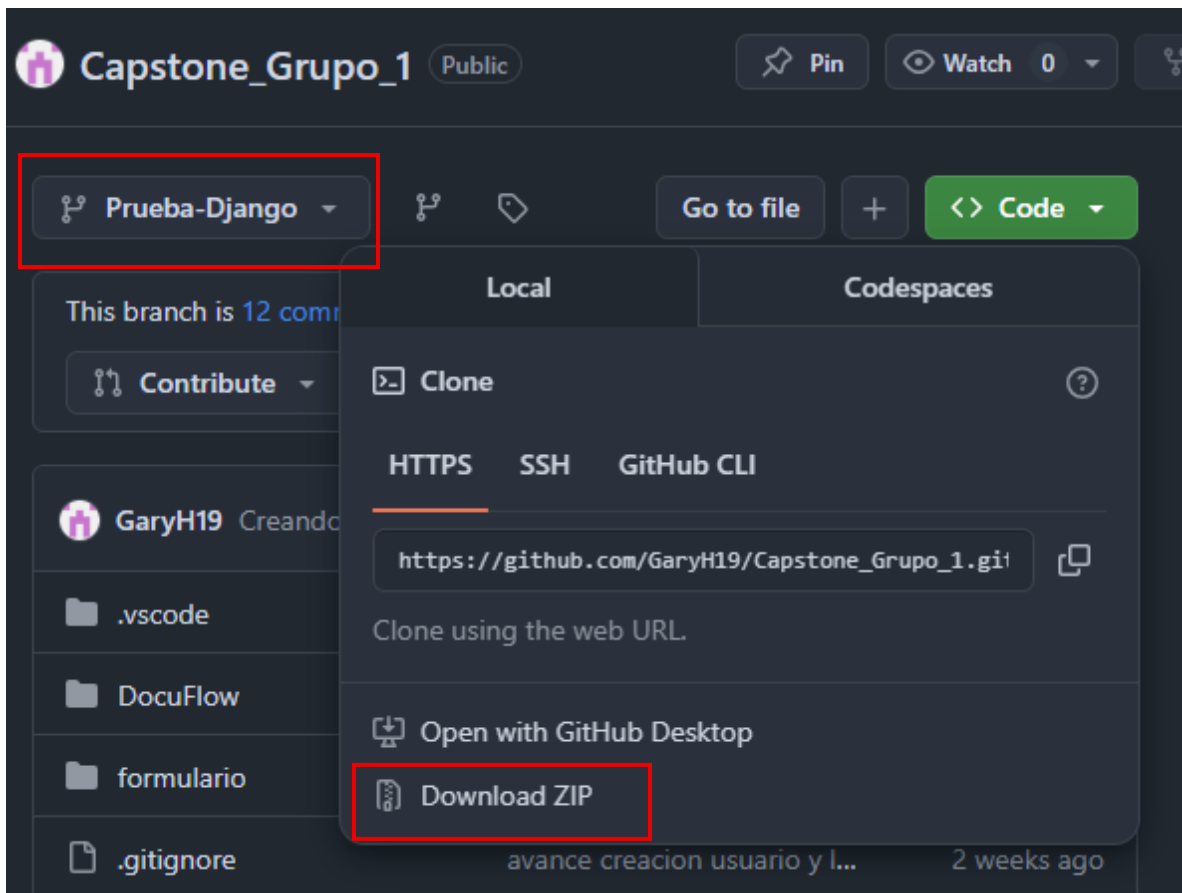 Capstone_Grupo_1 Public Pin Watch 0
Prueba-Django Go to file + <> Code
Local Codespaces
This branch is 12 comm
Contribute
Clone
HTTPS SSH GitHub CLI
GaryH19 Creando
https://github.com/GaryH19/Capstone_Grupo_1.git
.vscode
Clone using the web URL.
DocuFlow
Open with GitHub Desktop
formulario
Download ZIP
.gitignore avance creacion usuario y l... 2 weeks ago